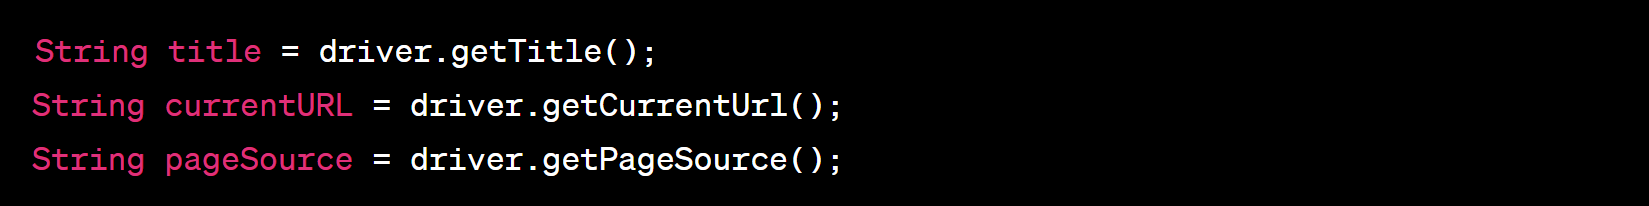 String title = driver.getTitle();
String currentURL = driver.getCurrentUrl();
String pageSource = driver.getPageSource();